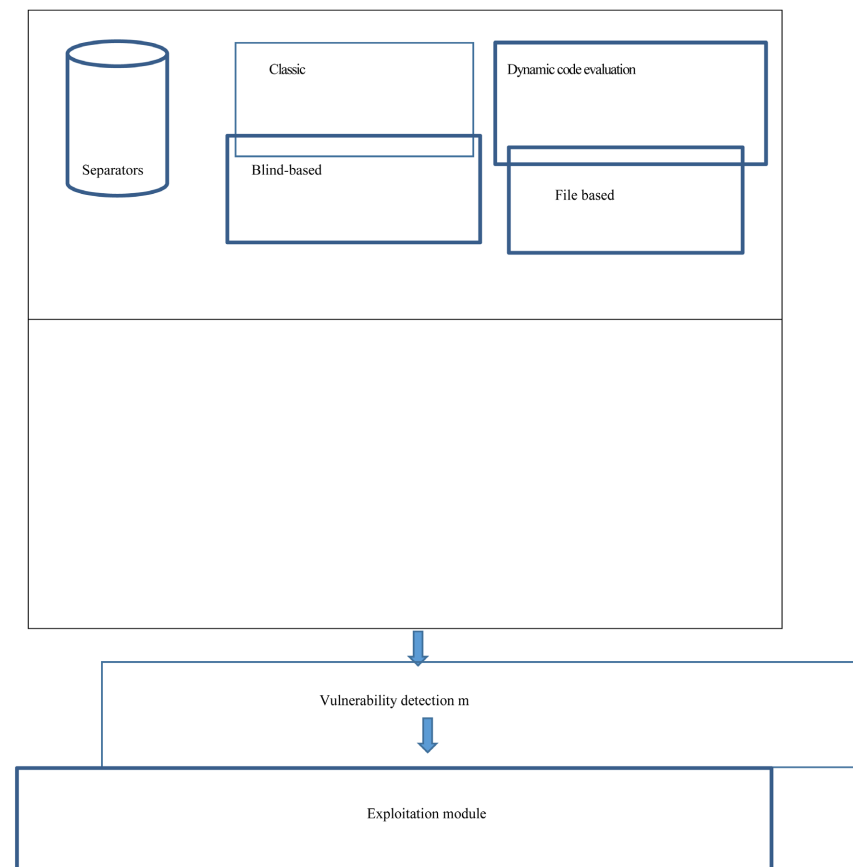 Classic
Dynamic code evaluation
Separators
Blind-based
File based
Vulnerability detection m
Exploitation module